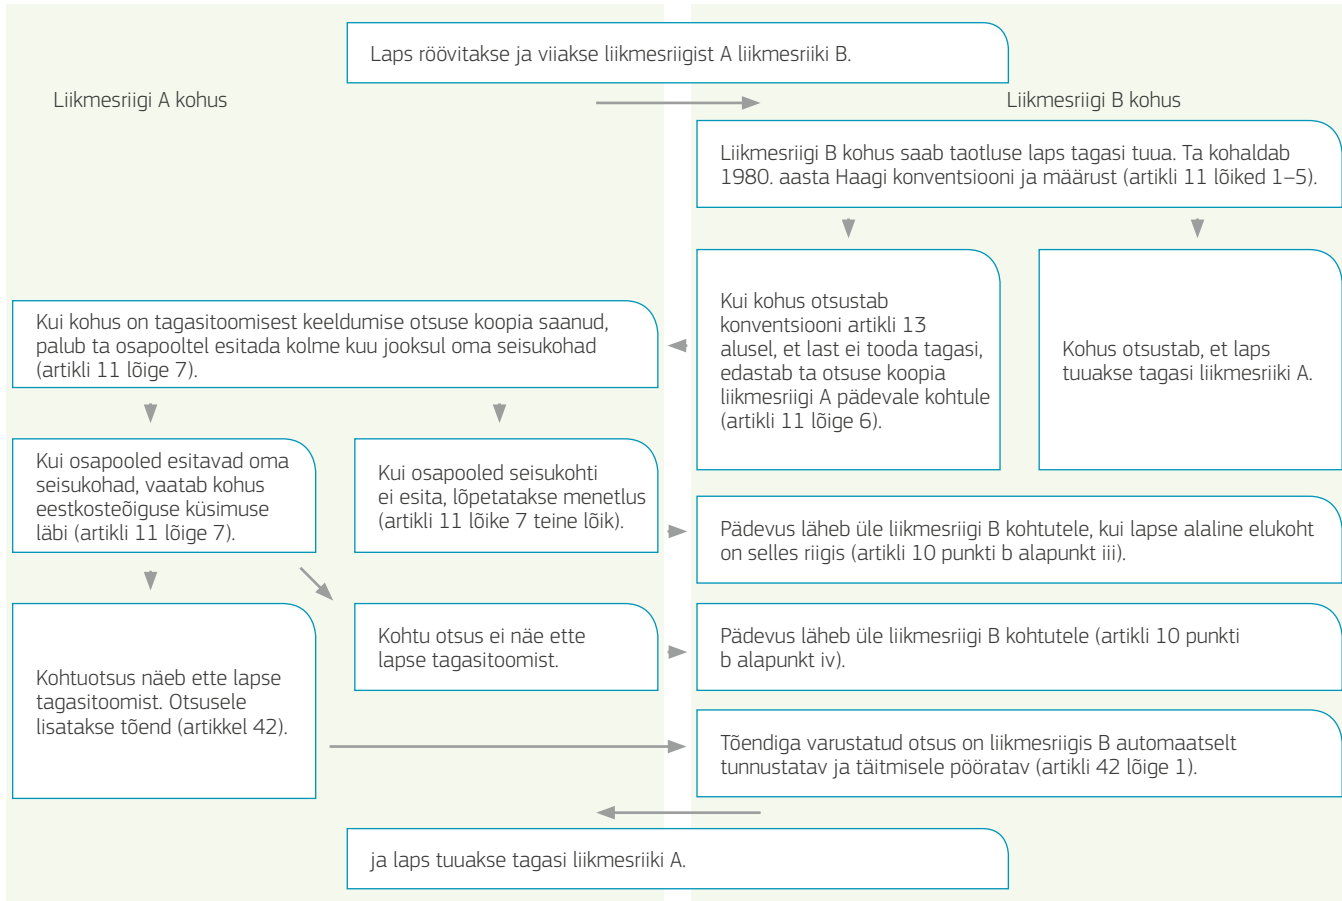 Laps röövitakse ja viiakse liikmesriigist A liikmesriiki B.
Liikmesriigi A kohus
Liikmesriigi B kohus
Liikmesriigi B kohus saab taotluse laps tagasi tuua. Ta kohaldab
1980. aasta Haagi konventsiooni ja määrust (artikli 11 lõiked 1–5).
Kui kohus otsustab
konventsiooni artikli 13
alusel, et last ei tooda tagasi,
edastab ta otsuse koopia
liikmesriigi A pädevale kohtule
(artikli 11 lõige 6).
Kohus otsustab, et laps
tuuakse tagasi liikmesriiki A.
Kui kohus on tagasitoomisest keeldumise otsuse koopia saanud,
palub ta osapooltel esitada kolme kuu jooksul oma seisukohad
(artikli 11 lõige 7).
Kui osapooled esitavad oma
seisukohad, vaatab kohus
eestkosteõiguse küsimuse
läbi (artikli 11 lõige 7).
Kui osapooled seisukohti
ei esita, lõpetatakse menetlus
(artikli 11 lõike 7 teine lõik).
Pädevus läheb üle liikmesriigi B kohtutele, kui lapse alaline elukoht
on selles riigis (artikli 10 punkti b alapunkt iii).
Kohtuotsus näeb ette lapse
tagasitoomist. Otsusele
lisatakse tõend (artikkel 42).
Kohtu otsus ei näe ette
lapse tagasitoomist.
Pädevus läheb üle liikmesriigi B kohtutele (artikli 10 punkti
b alapunkt iv).
Tõendiga varustatud otsus on liikmesriigis B automaatselt
tunnustatav ja täitmisele pööratav (artikli 42 lõige 1).
ja laps tuuakse tagasi liikmesriiki A.